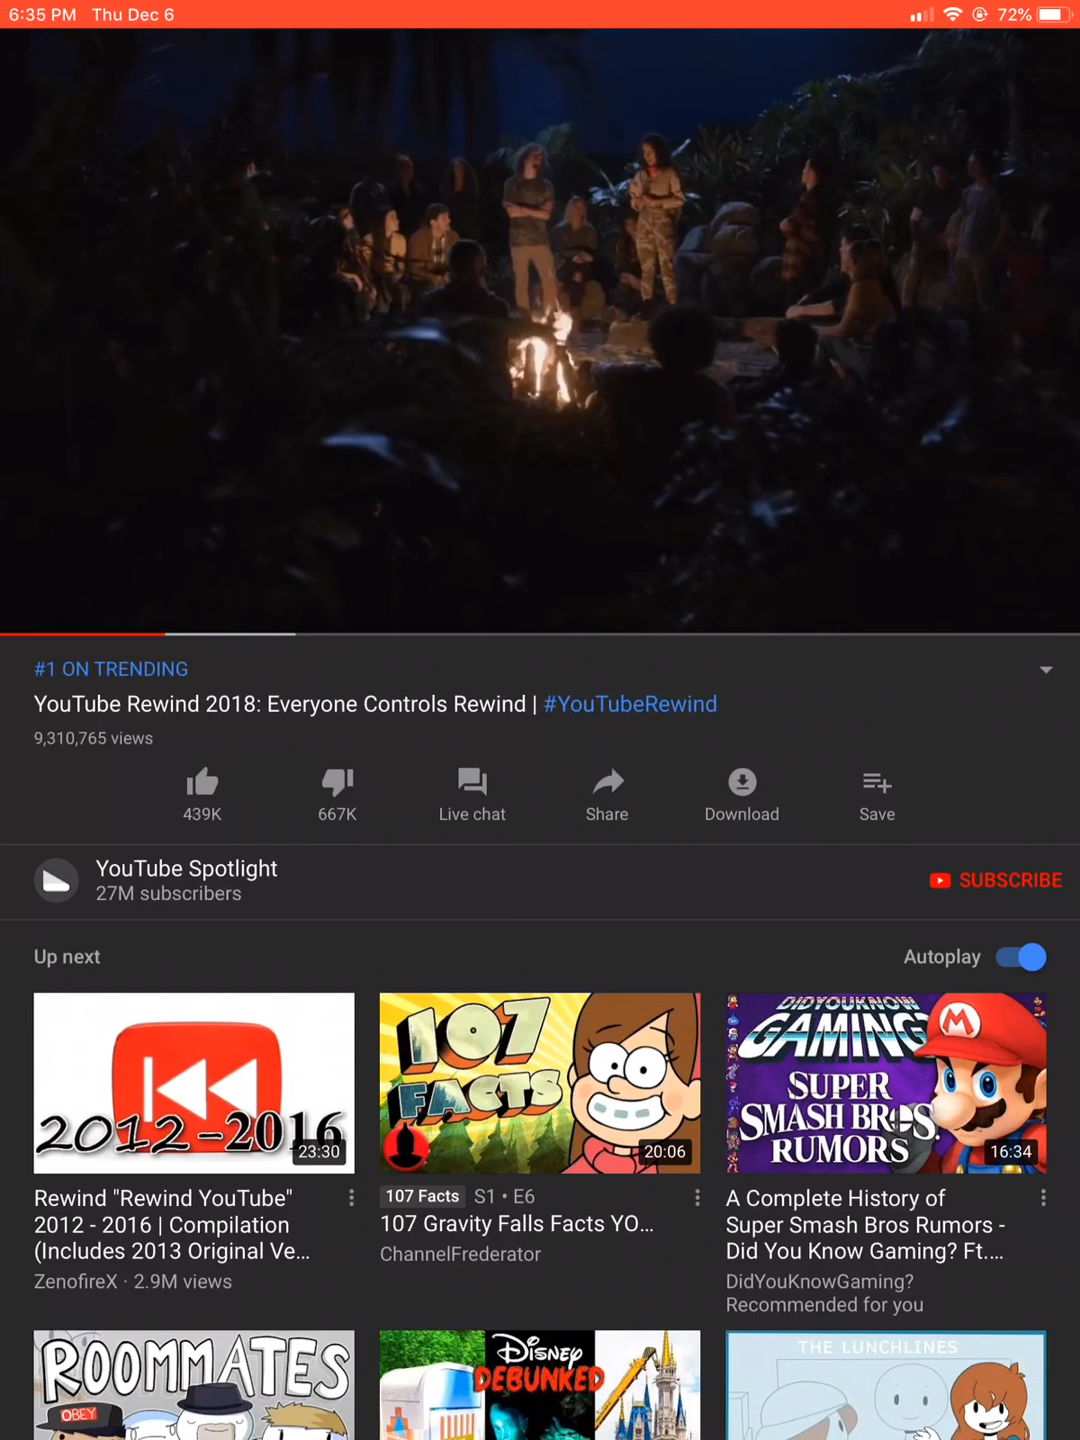 6:35 PM Thu Dec 6 72%
#1 ON TRENDING
YouTube Rewind 2018: Everyone Controls Rewind | #YouTubeRewind
9,310,765 views
439K 667K Live chat Share Download Save
YouTube Spotlight
27M subscribers
SUBSCRIBE
Up next Autoplay
2012-2016
23:30
Rewind "Rewind YouTube"
2012 - 2016 | Compilation
(Includes 2013 Original Ve...
ZenofireX · 2.9M views
107
FACTS
20:06
107 Facts S1 • E6
107 Gravity Falls Facts YO...
ChannelFrederator
DIDYOUKNOW
GAMING?
M
SUPER
SMASH BROS.
RUMORS
16:34
A Complete History of
Super Smash Bros Rumors -
Did You Know Gaming? Ft....
DidYouKnowGaming?
Recommended for you
ROOMMATES
OBEY
Disney
DEBUNKED
THE LUNCHLINES